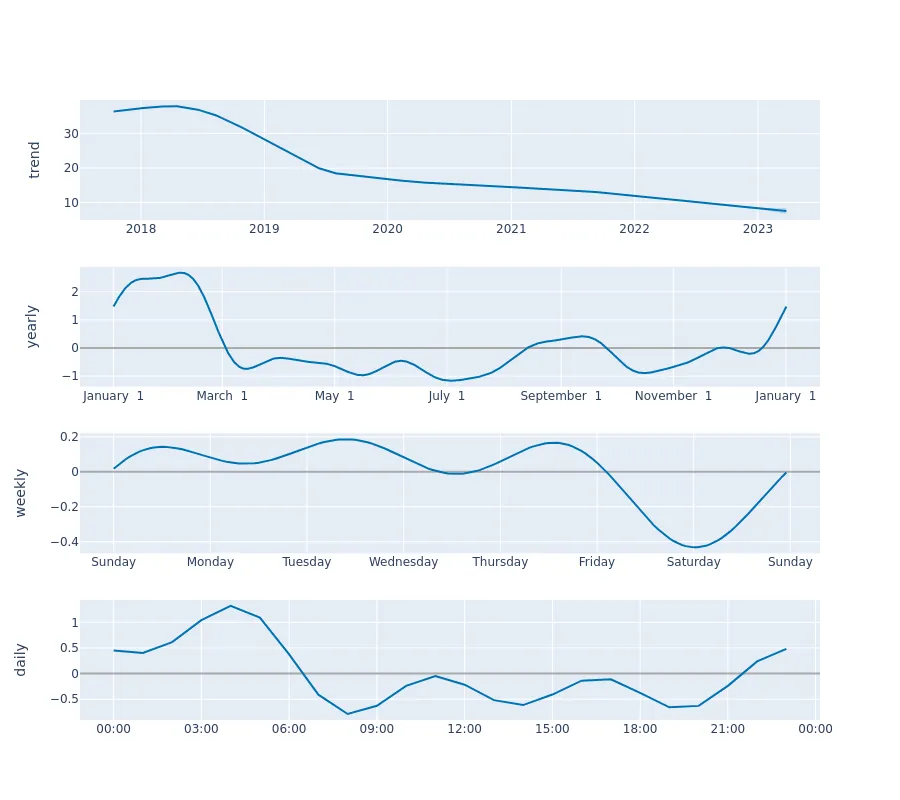 trend
30
20
10
2018 2019 2020 2021 2022 2023
yearly
2
1
0
−1
January 1 March 1 May 1 July 1 September 1 November 1 January 1
weekly
0.2
0
−0.2
−0.4
Sunday Monday Tuesday Wednesday Thursday Friday Saturday Sunday
daily
1
0.5
0
−0.5
00:00 03:00 06:00 09:00 12:00 15:00 18:00 21:00 00:00